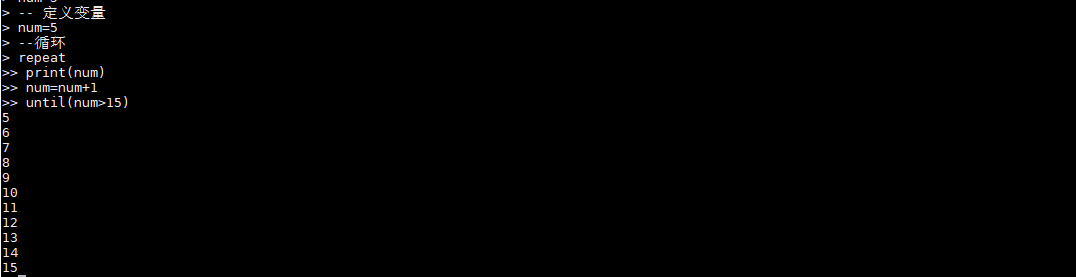 > -- 定义变量
> num=5
> --循环
> repeat
>> print(num)
>> num=num+1
>> until(num>15)
5
6
7
8
9
10
11
12
13
14
15